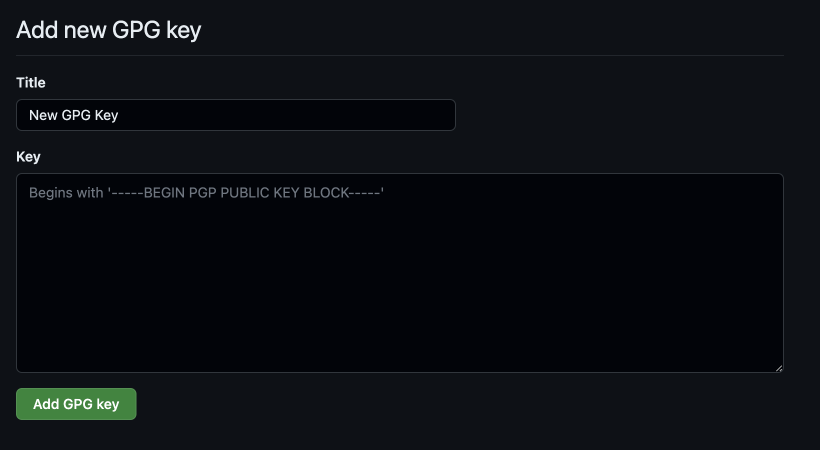 Add new GPG key
Title
New GPG Key
Key
Begins with '-----BEGIN PGP PUBLIC KEY BLOCK-----'
Add GPG key